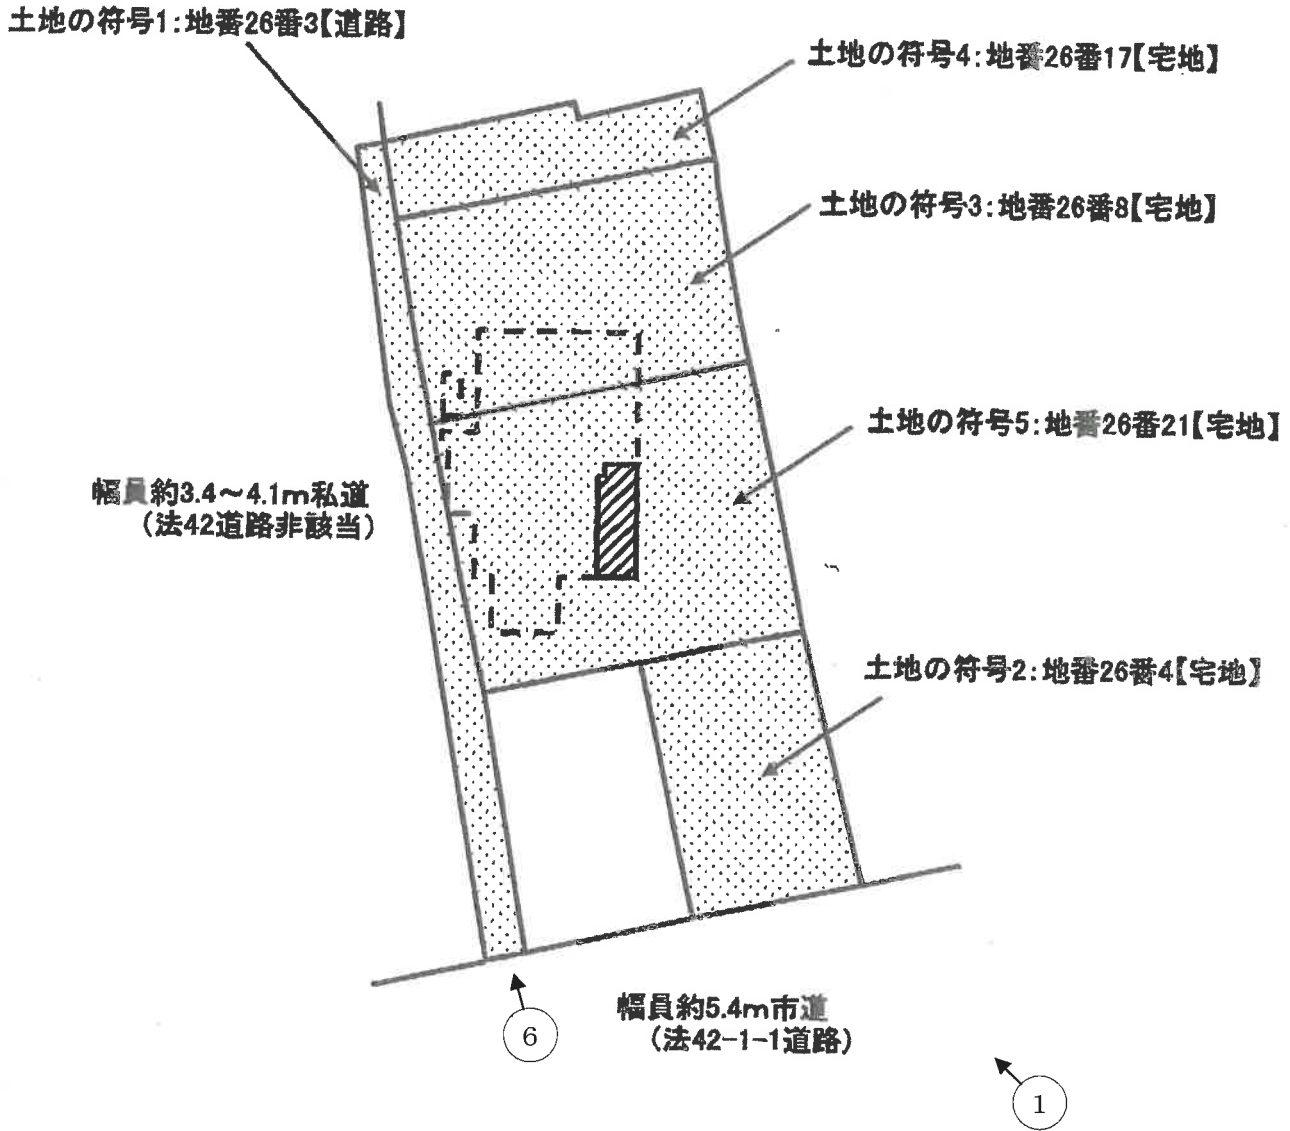 土地の符号1:地番26番3【道路】
土地の符号4:地番26番17【宅地】
土地の符号3:地番26番8【宅地】
土地の符号5:地番26番21【宅地】
幅員約3.4～4.1m私道
(法42道路非該当)
土地の符号2:地番26番4【宅地】
幅員約5.4m市道
(法42-1-1道路)
6
1